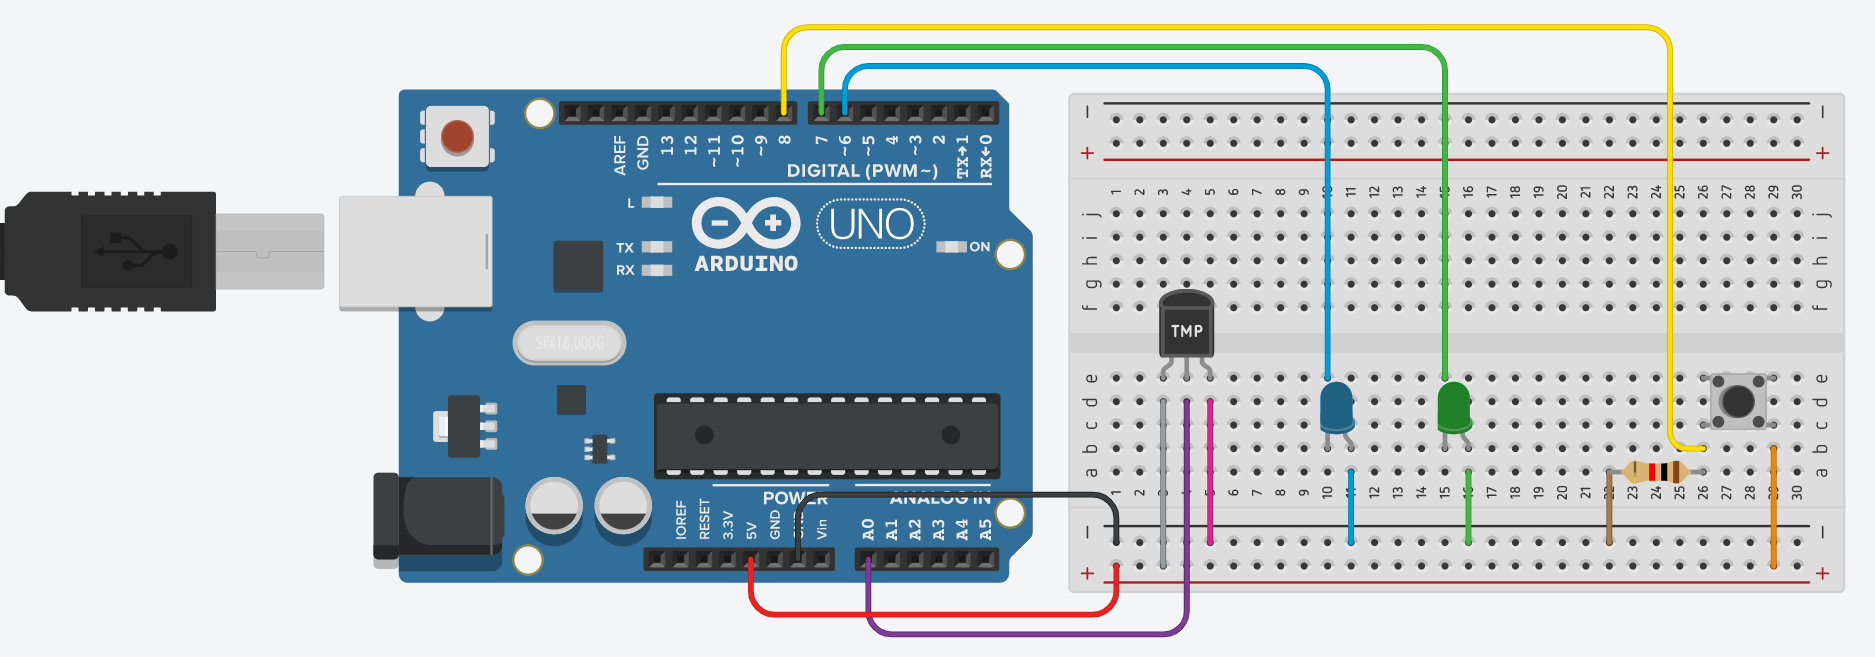 AREF
GND
13
12
~11
~10
~9
8
7
~6
~5
4
~3
2
TX→1
RX←0
DIGITAL (PWM~)
L
TX
RX
ARDUINO
UNO
ON
SPK16.000G
POWER
ANALOG IN
IOREF
RESET
3.3V
5V
GND
GND
Vin
A0
A1
A2
A3
A4
A5
− −
+ +
1 2 3 4 5 6 7 8 9 10 11 12 13 14 15 16 17 18 19 20 21 22 23 24 25 26 27 28 29 30
j j
i i
h h
g g
f f
TMP
e e
d d
c c
b b
a a
1 2 3 4 5 6 7 8 9 10 11 12 13 14 15 16 17 18 19 20 21 22 23 24 25 26 27 28 29 30
− −
+ +